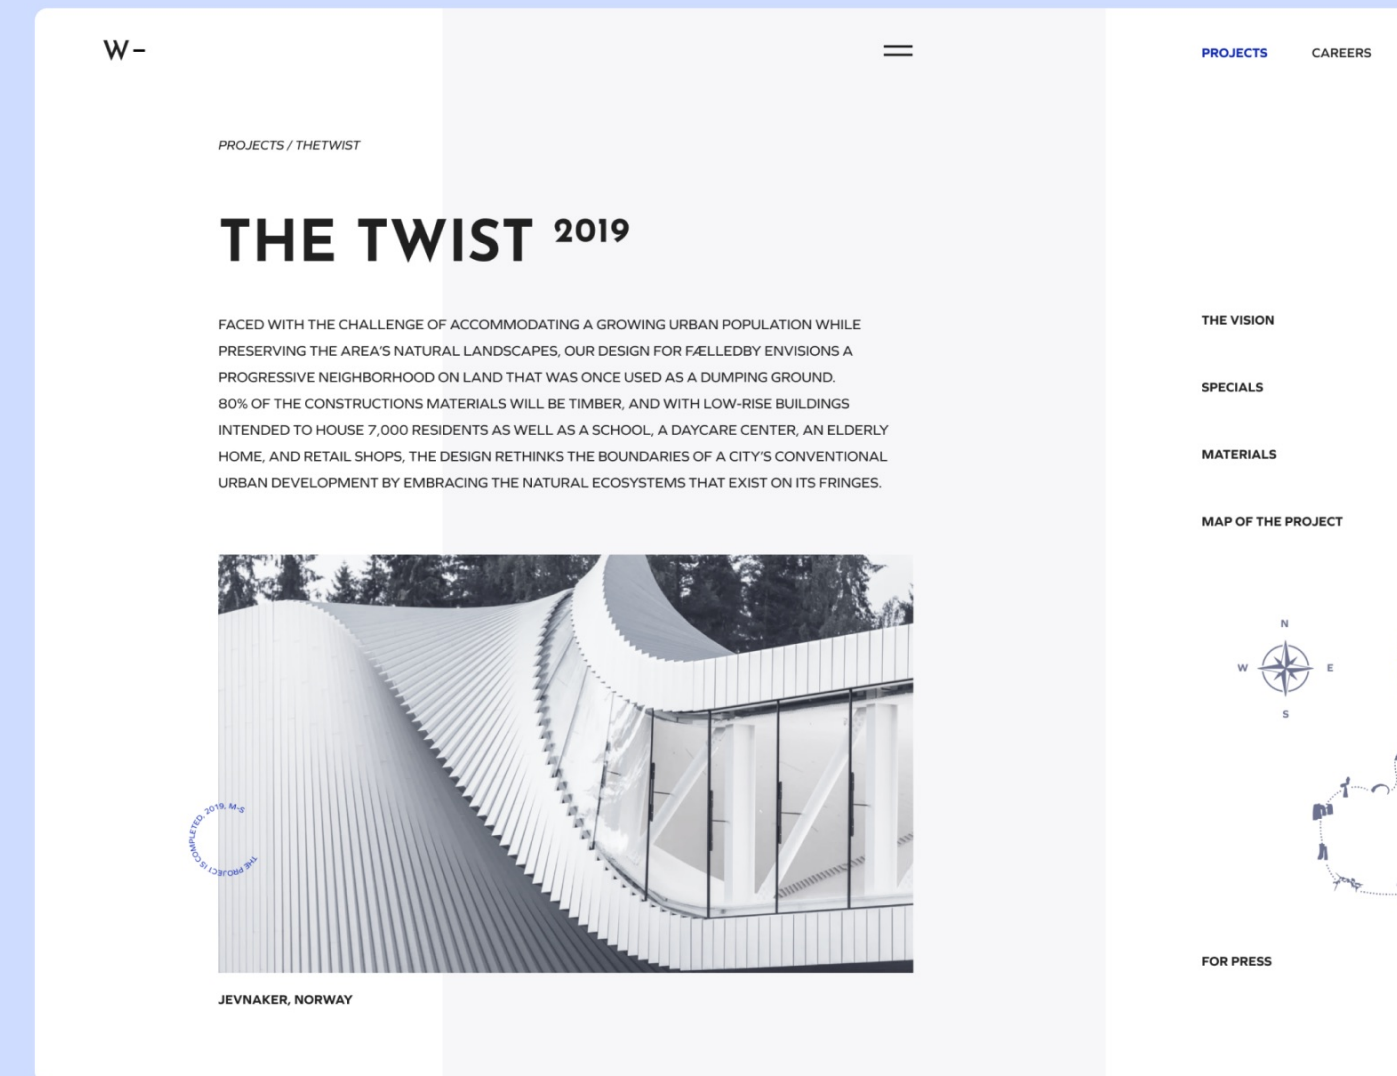 W–
PROJECTS CAREERS
PROJECTS / THETWIST
THE TWIST 2019
FACED WITH THE CHALLENGE OF ACCOMMODATING A GROWING URBAN POPULATION WHILE
PRESERVING THE AREA'S NATURAL LANDSCAPES, OUR DESIGN FOR FÆLLEDBY ENVISIONS A
PROGRESSIVE NEIGHBORHOOD ON LAND THAT WAS ONCE USED AS A DUMPING GROUND.
80% OF THE CONSTRUCTIONS MATERIALS WILL BE TIMBER, AND WITH LOW-RISE BUILDINGS
INTENDED TO HOUSE 7,000 RESIDENTS AS WELL AS A SCHOOL, A DAYCARE CENTER, AN ELDERLY
HOME, AND RETAIL SHOPS, THE DESIGN RETHINKS THE BOUNDARIES OF A CITY'S CONVENTIONAL
URBAN DEVELOPMENT BY EMBRACING THE NATURAL ECOSYSTEMS THAT EXIST ON ITS FRINGES.
THE PROJECT IS COMPLETED, 2019, M-S
JEVNAKER, NORWAY
THE VISION
SPECIALS
MATERIALS
MAP OF THE PROJECT
N
W E
S
FOR PRESS